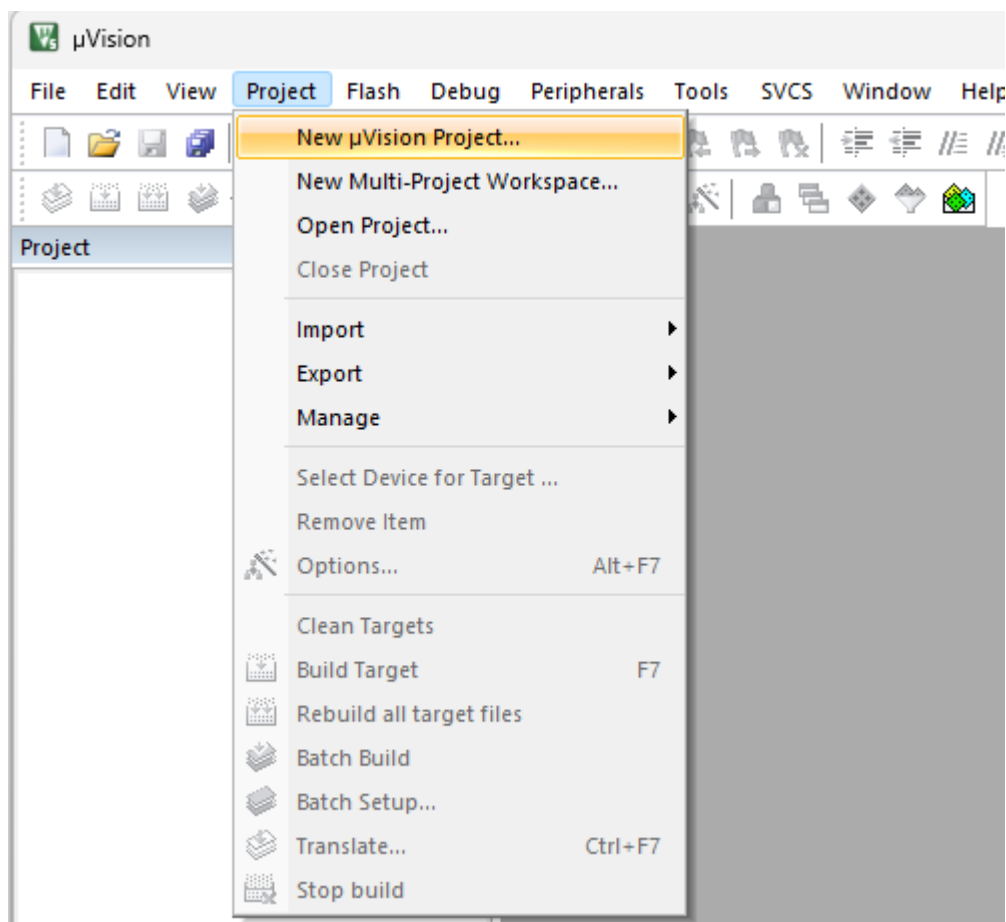 µVision
File Edit View Project Flash Debug Peripherals Tools SVCS Window Help
Project
New µVision Project...
New Multi-Project Workspace...
Open Project...
Close Project
Import
Export
Manage
Select Device for Target ...
Remove Item
Options... Alt+F7
Clean Targets
Build Target F7
Rebuild all target files
Batch Build
Batch Setup...
Translate... Ctrl+F7
Stop build